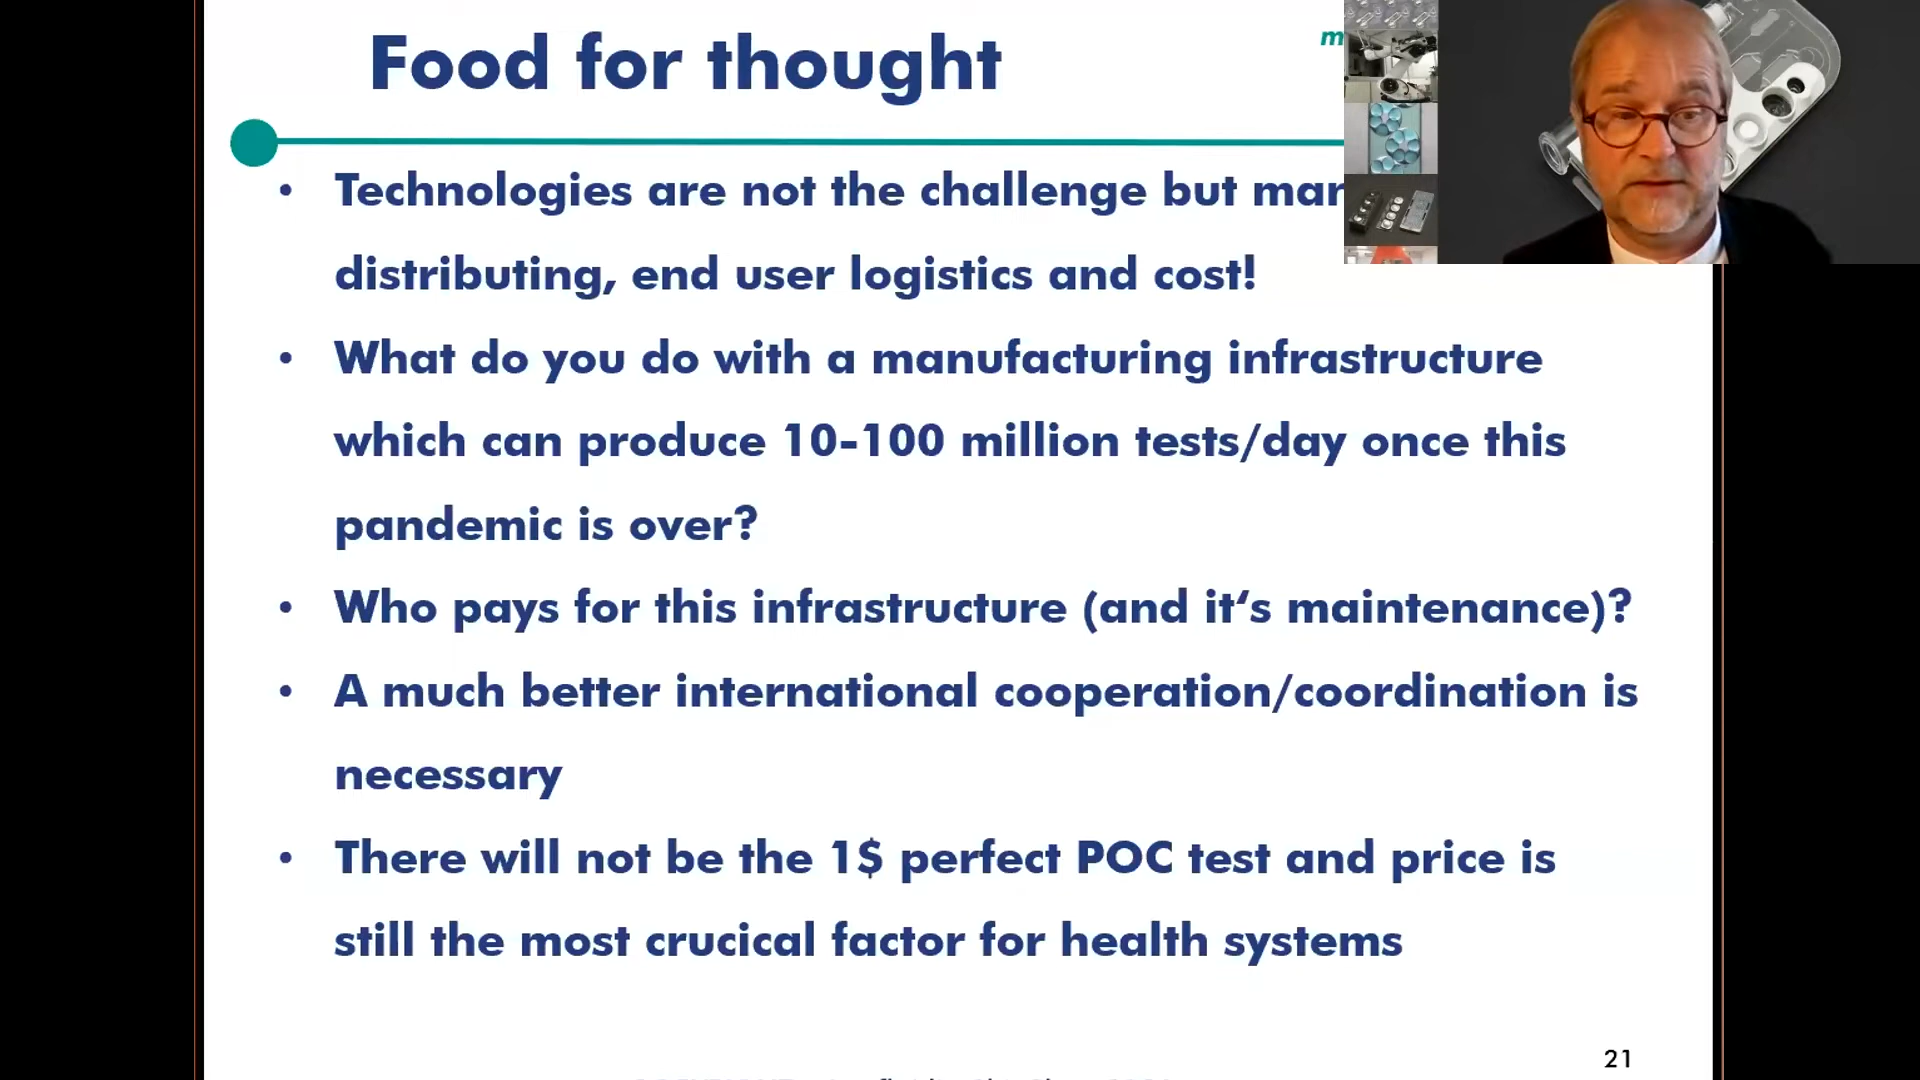 Food for thought
• Technologies are not the challenge but
distributing, end user logistics and cost!
• What do you do with a manufacturing infrastructure
which can produce 10-100 million tests/day once this
pandemic is over?
• Who pays for this infrastructure (and it‘s maintenance)?
• A much better international cooperation/coordination is
necessary
• There will not be the 1$ perfect POC test and price is
still the most crucical factor for health systems
21